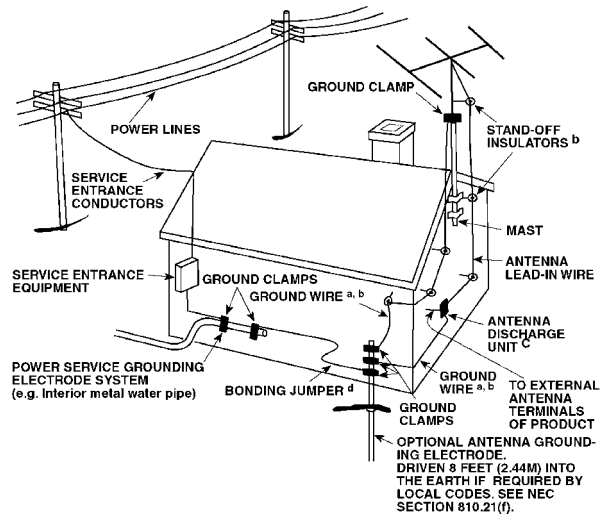 GROUND CLAMP
POWER LINES
STAND-OFF
INSULATORS b
SERVICE
ENTRANCE
CONDUCTORS
MAST
ANTENNA
LEAD-IN WIRE
SERVICE ENTRANCE
EQUIPMENT
GROUND CLAMPS
GROUND WIRE a, b
ANTENNA
DISCHARGE
UNIT C
POWER SERVICE GROUNDING
ELECTRODE SYSTEM
(e.g. Interior metal water pipe)
BONDING JUMPER d
GROUND
WIRE a, b
GROUND
CLAMPS
TO EXTERNAL
ANTENNA
TERMINALS
OF PRODUCT
OPTIONAL ANTENNA GROUND-
ING ELECTRODE.
DRIVEN 8 FEET (2.44M) INTO
THE EARTH IF REQUIRED BY
LOCAL CODES. SEE NEC
SECTION 810.21(f).